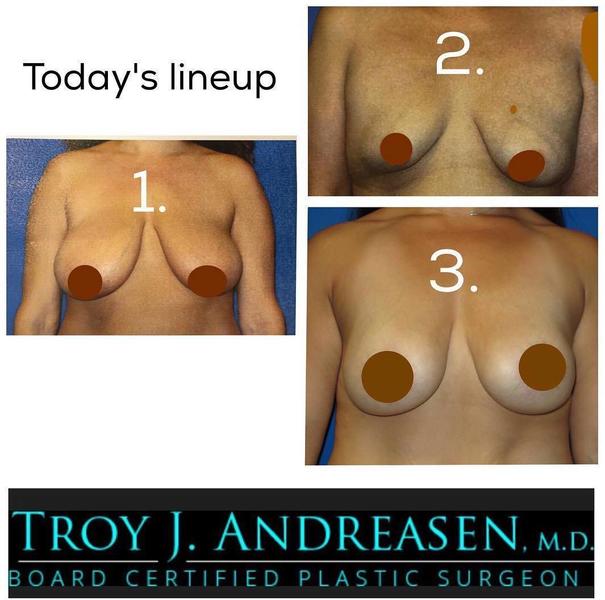 Today's lineup
1.
2.
3.
TROY J. ANDREASEN, M.D.
BOARD CERTIFIED PLASTIC SURGEON